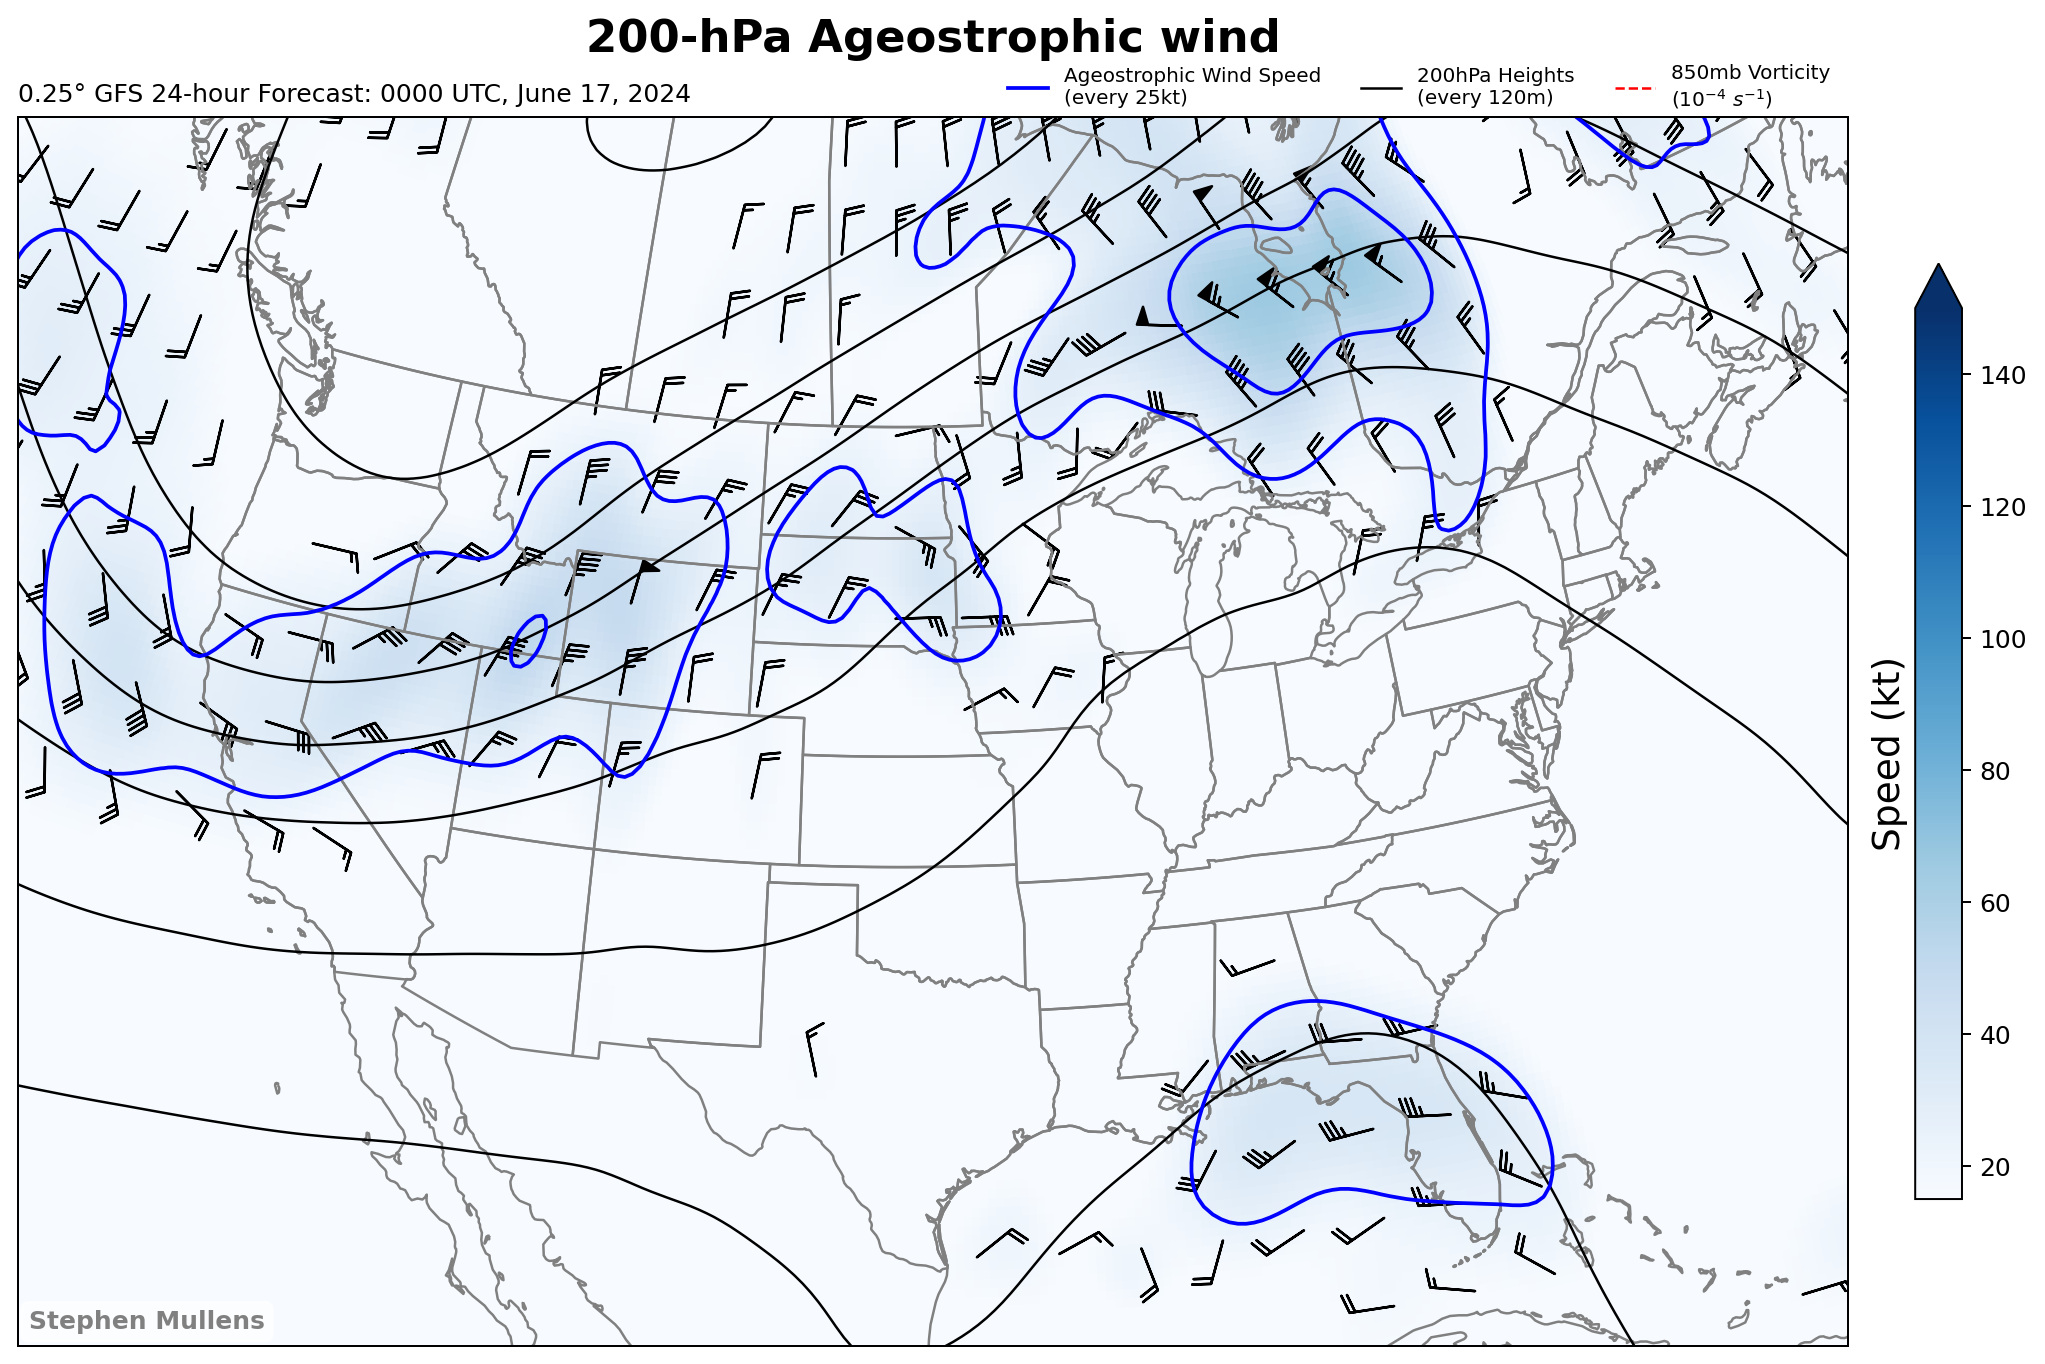 200-hPa Ageostrophic wind
0.25° GFS 24-hour Forecast: 0000 UTC, June 17, 2024
Ageostrophic Wind Speed
(every 25kt)
200hPa Heights
(every 120m)
850mb Vorticity
(10⁻⁴ s⁻¹)
140
120
100
80
60
40
20
Speed (kt)
Stephen Mullens